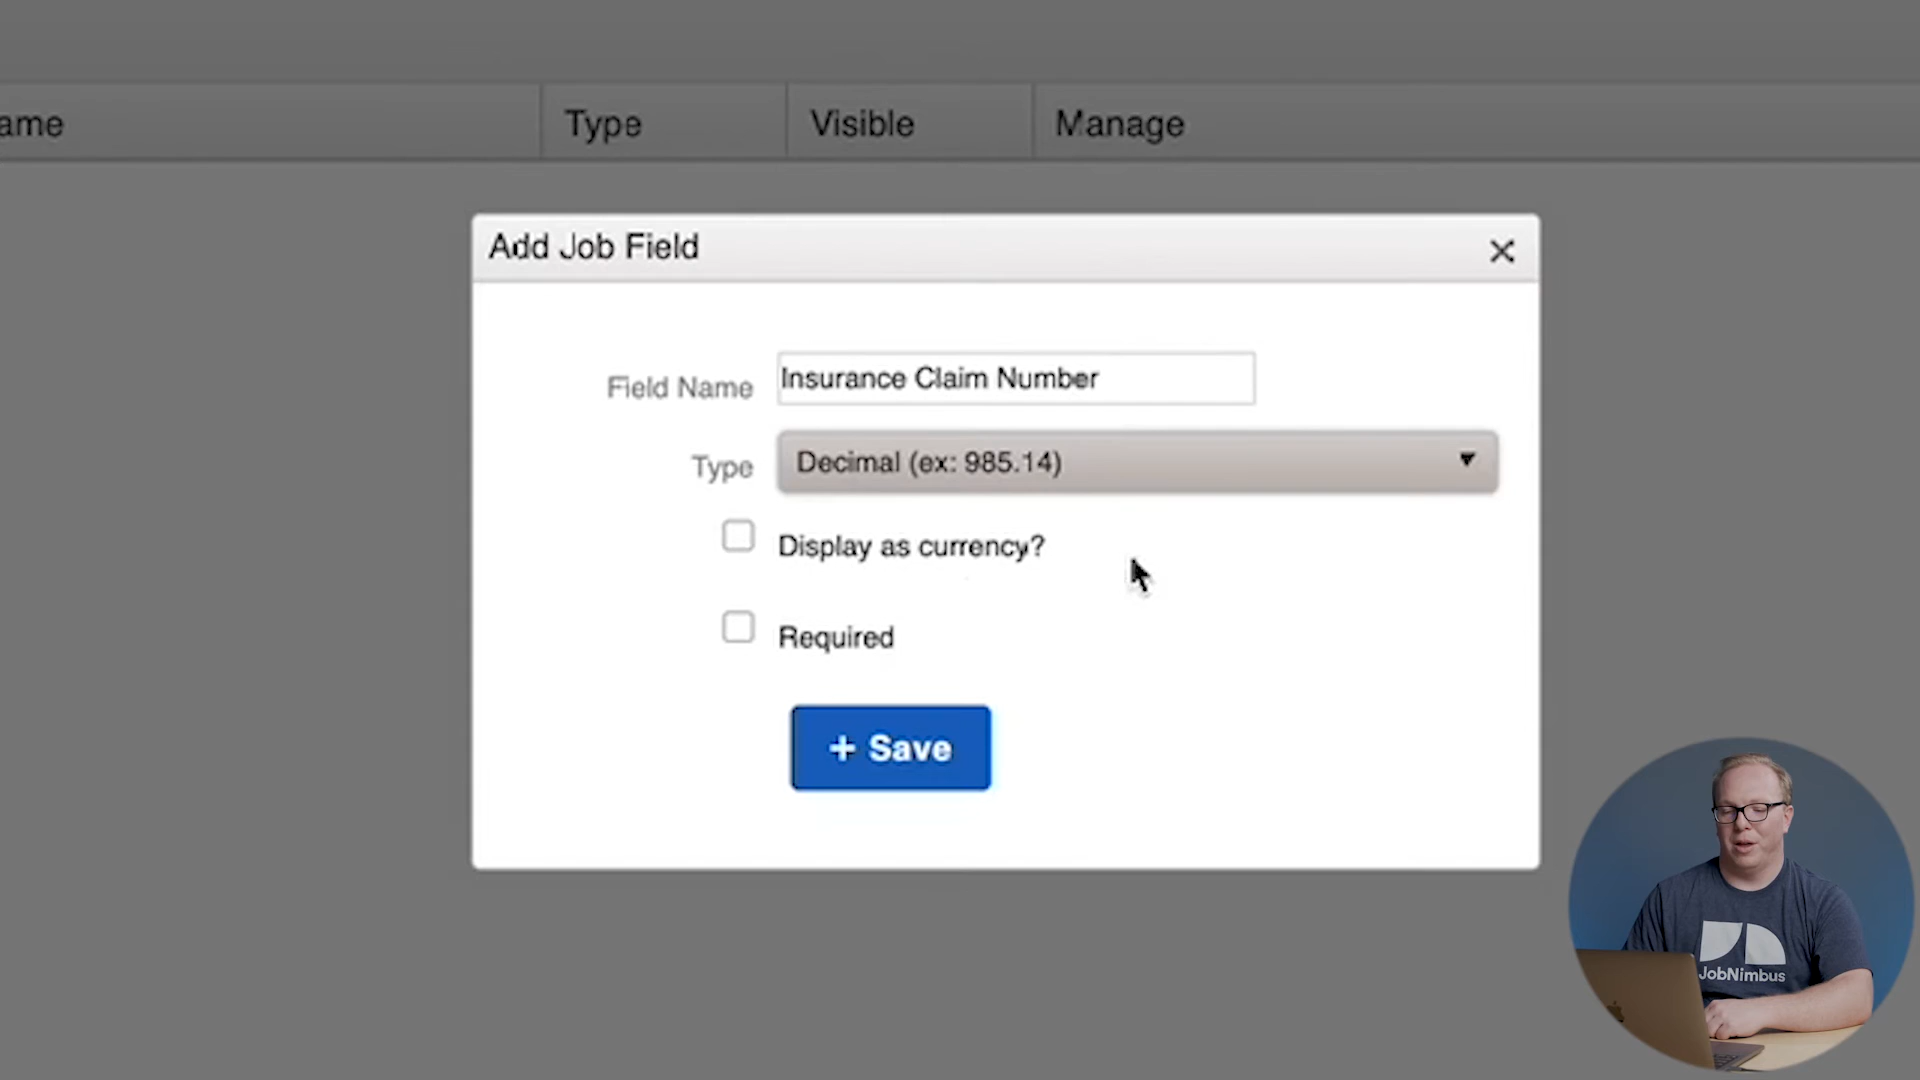 ame
Type
Visible
Manage
Add Job Field
Field Name
Insurance Claim Number
Type
Decimal (ex: 985.14)
Display as currency?
Required
+ Save
JobNimbus